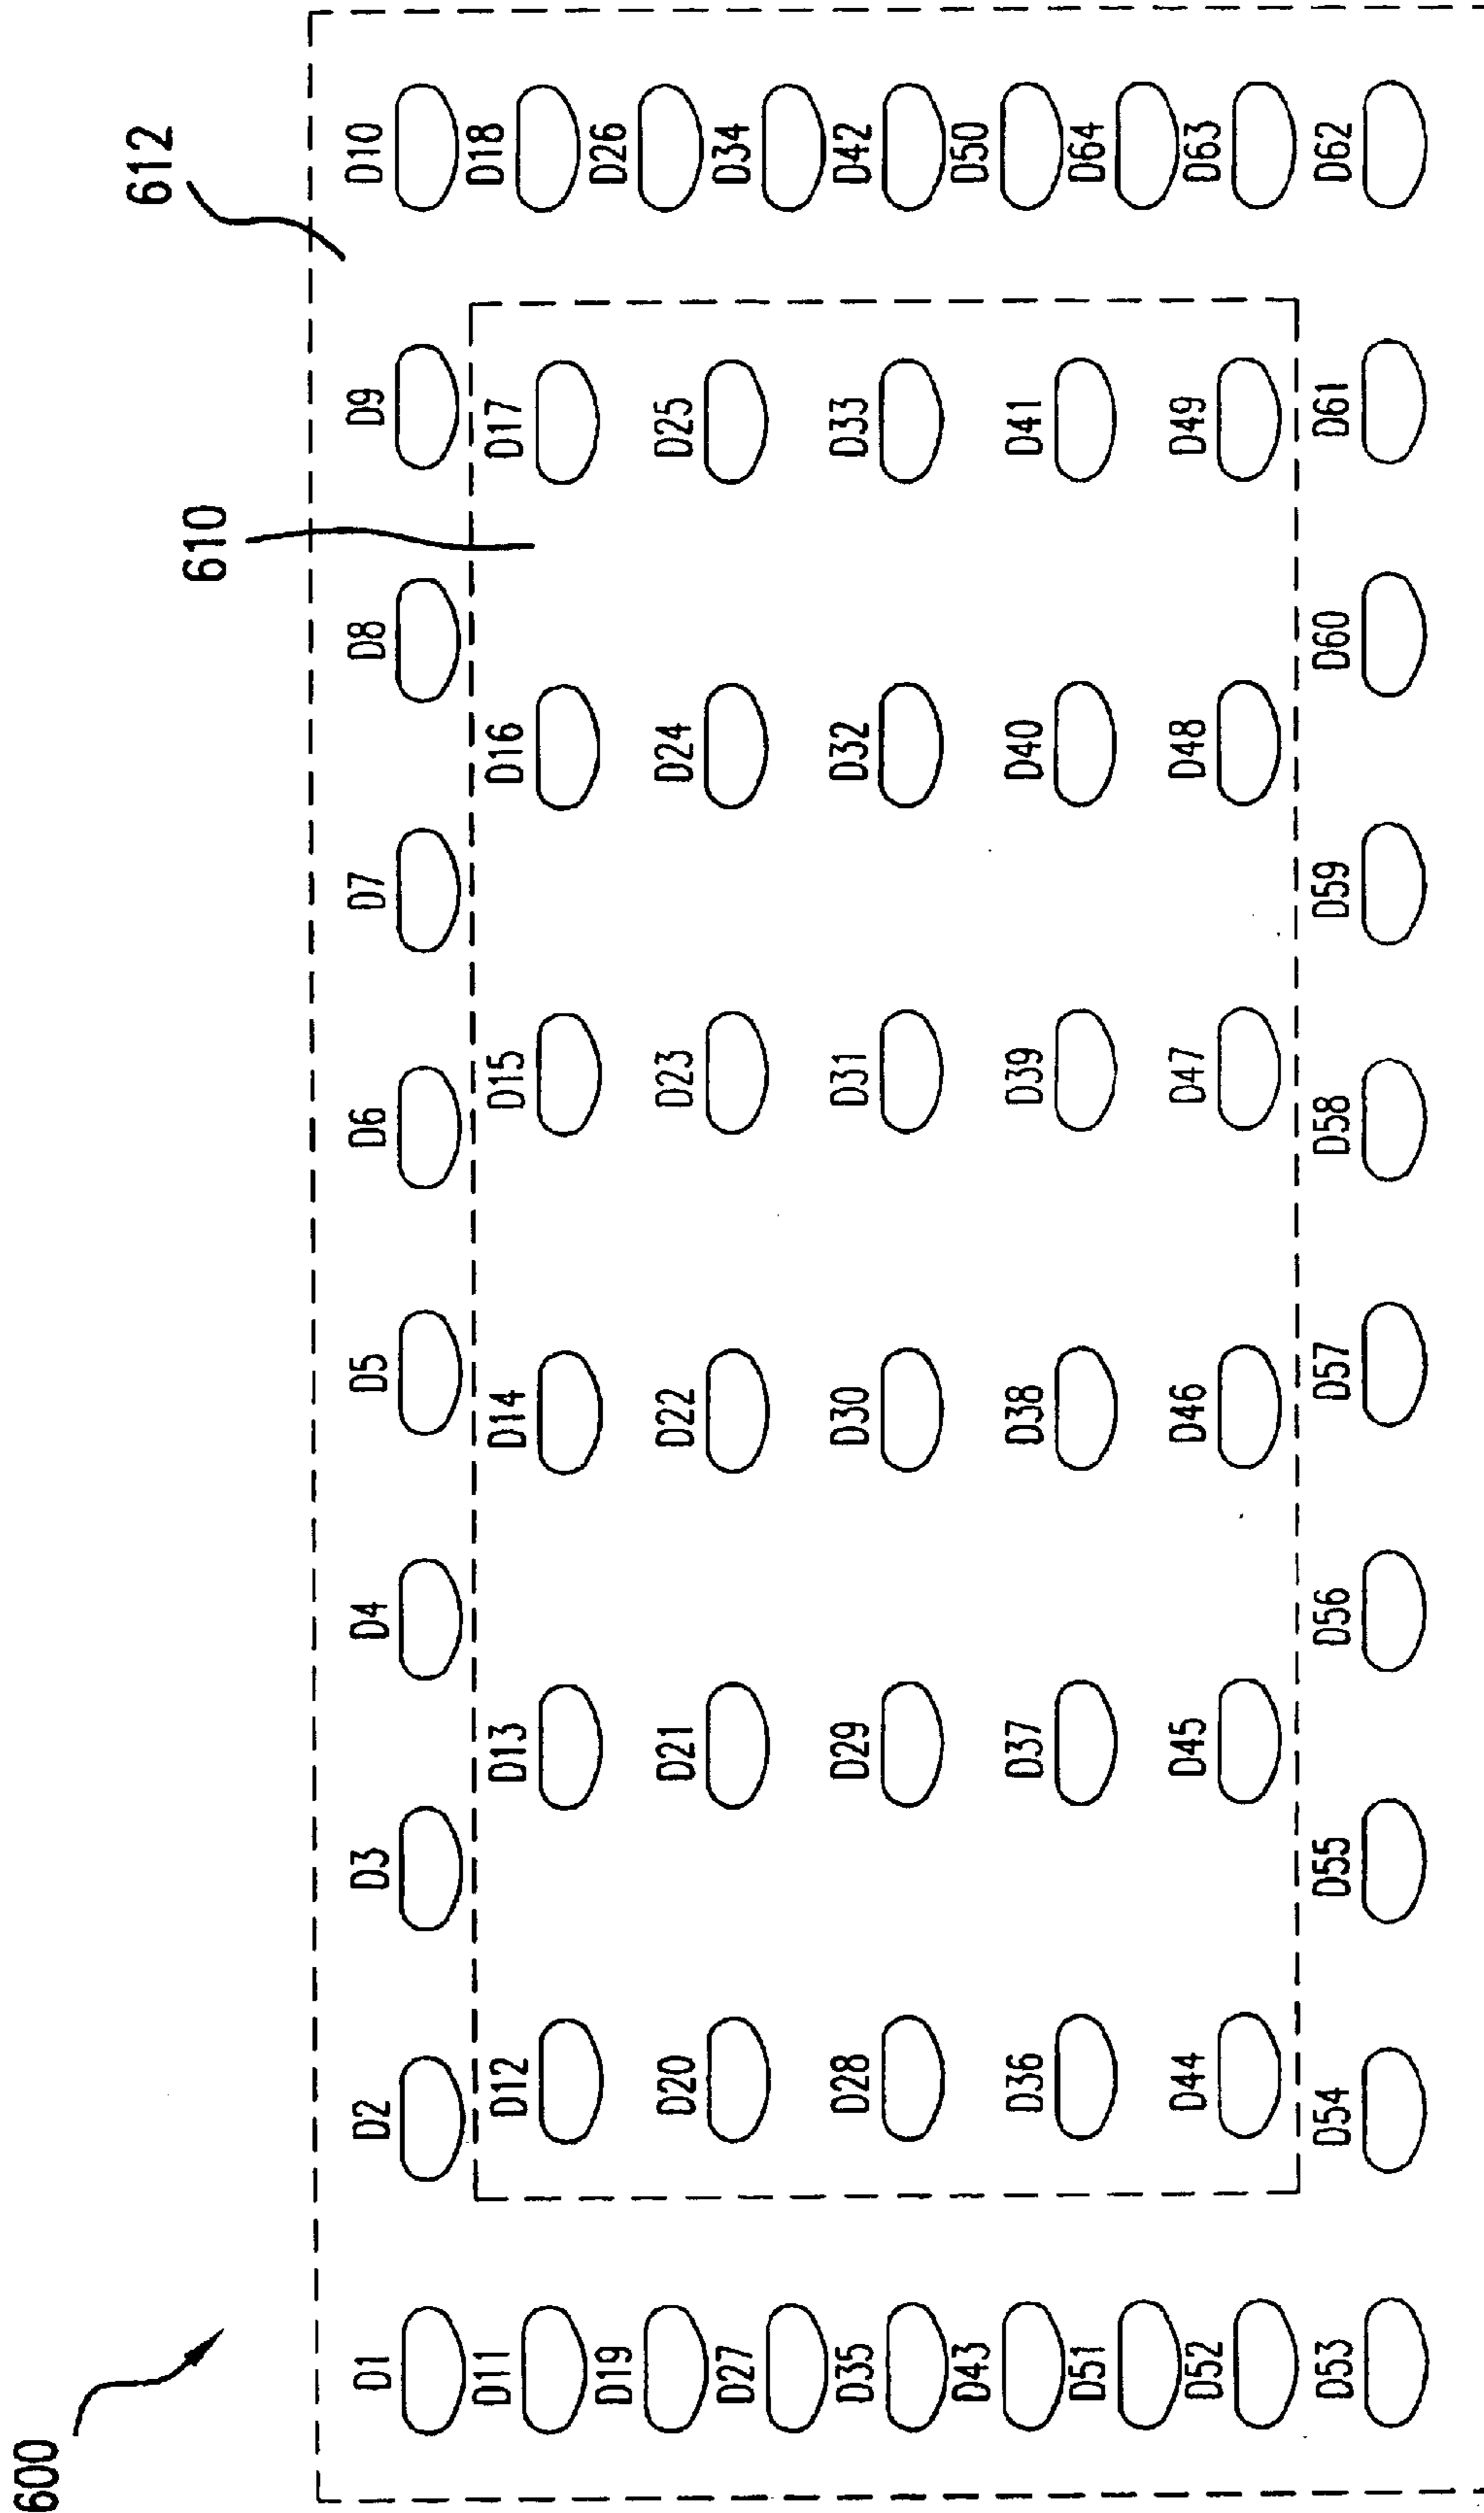 600
612
610
D1 D2 D3 D4 D5 D6 D7 D8 D9 D10
D11 D12 D13 D14 D15 D16 D17 D18
D19 D20 D21 D22 D23 D24 D25 D26
D27 D28 D29 D30 D31 D32 D33 D34
D35 D36 D37 D38 D39 D40 D41 D42
D43 D44 D45 D46 D47 D48 D49 D50
D51 D64
D52 D63
D53 D54 D55 D56 D57 D58 D59 D60 D61 D62